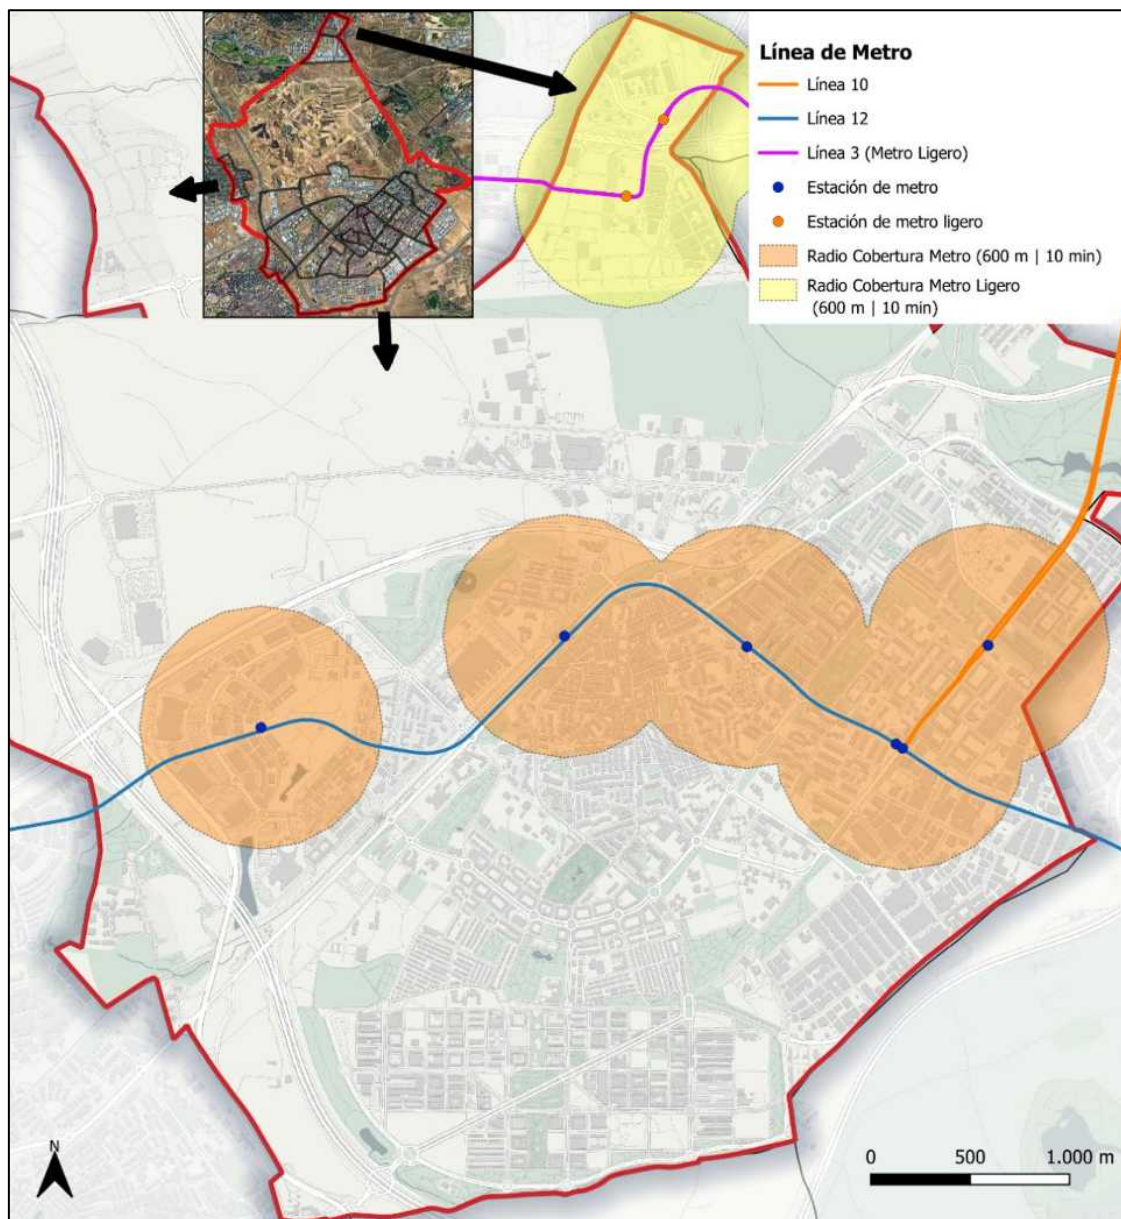 Línea de Metro
Línea 10
Línea 12
Línea 3 (Metro Ligero)
Estación de metro
Estación de metro ligero
Radio Cobertura Metro (600 m | 10 min)
Radio Cobertura Metro Ligero
(600 m | 10 min)
N
0 500 1.000 m